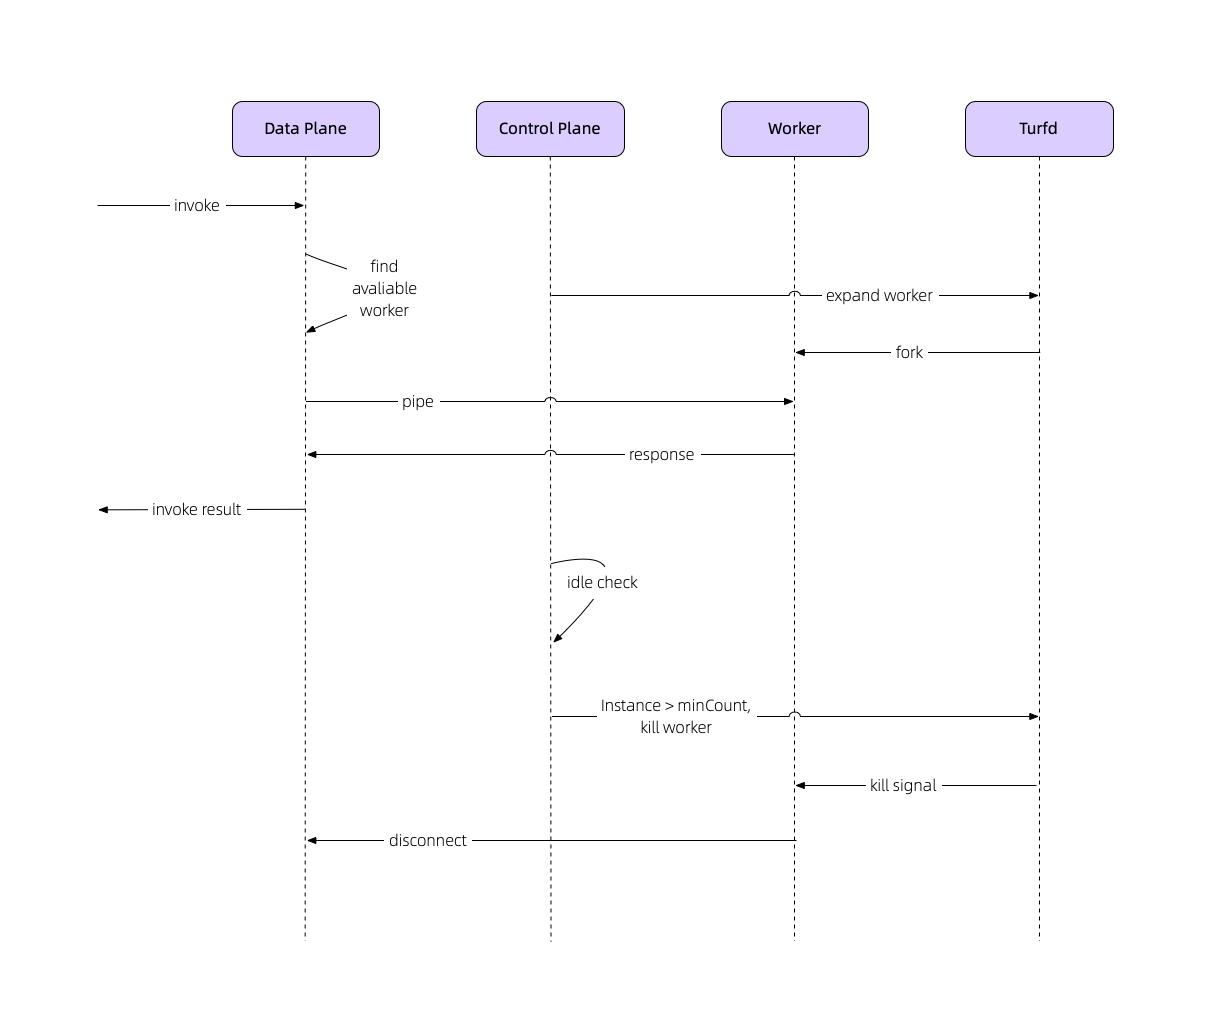 Data Plane
Control Plane
Worker
Turfd
invoke
find
avaliable
worker
expand worker
fork
pipe
response
invoke result
idle check
Instance > minCount,
kill worker
kill signal
disconnect